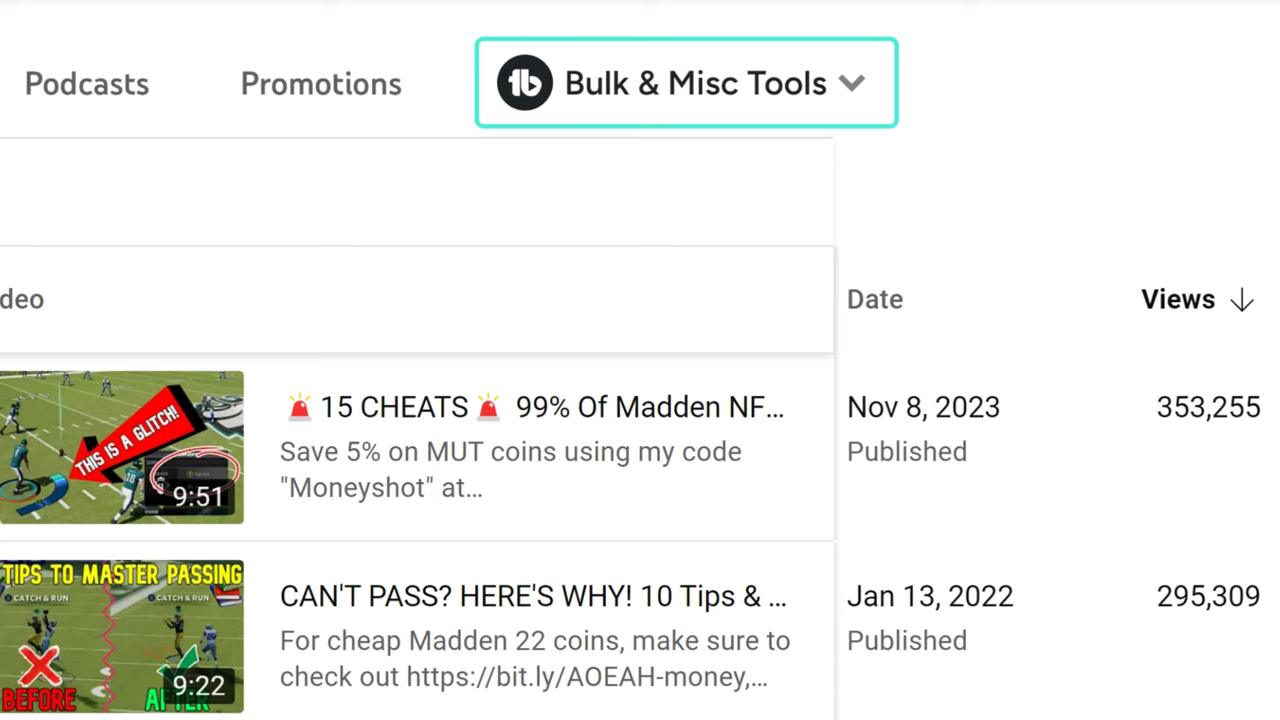 Podcasts
Promotions
tb Bulk & Misc Tools
deo
Date
Views
THIS IS A GLITCH!
18
9:51
🚨 15 CHEATS 🚨 99% Of Madden NF...
Save 5% on MUT coins using my code
"Moneyshot" at...
Nov 8, 2023
Published
353,255
TIPS TO MASTER PASSING
CATCH & RUN
CATCH & RUN
BEFORE
AFTER
9:22
CAN'T PASS? HERE'S WHY! 10 Tips & ...
For cheap Madden 22 coins, make sure to
check out https://bit.ly/AOEAH-money,...
Jan 13, 2022
Published
295,309